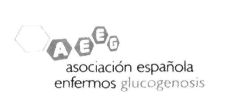 AEEG
asociación española
enfermos glucogenosis